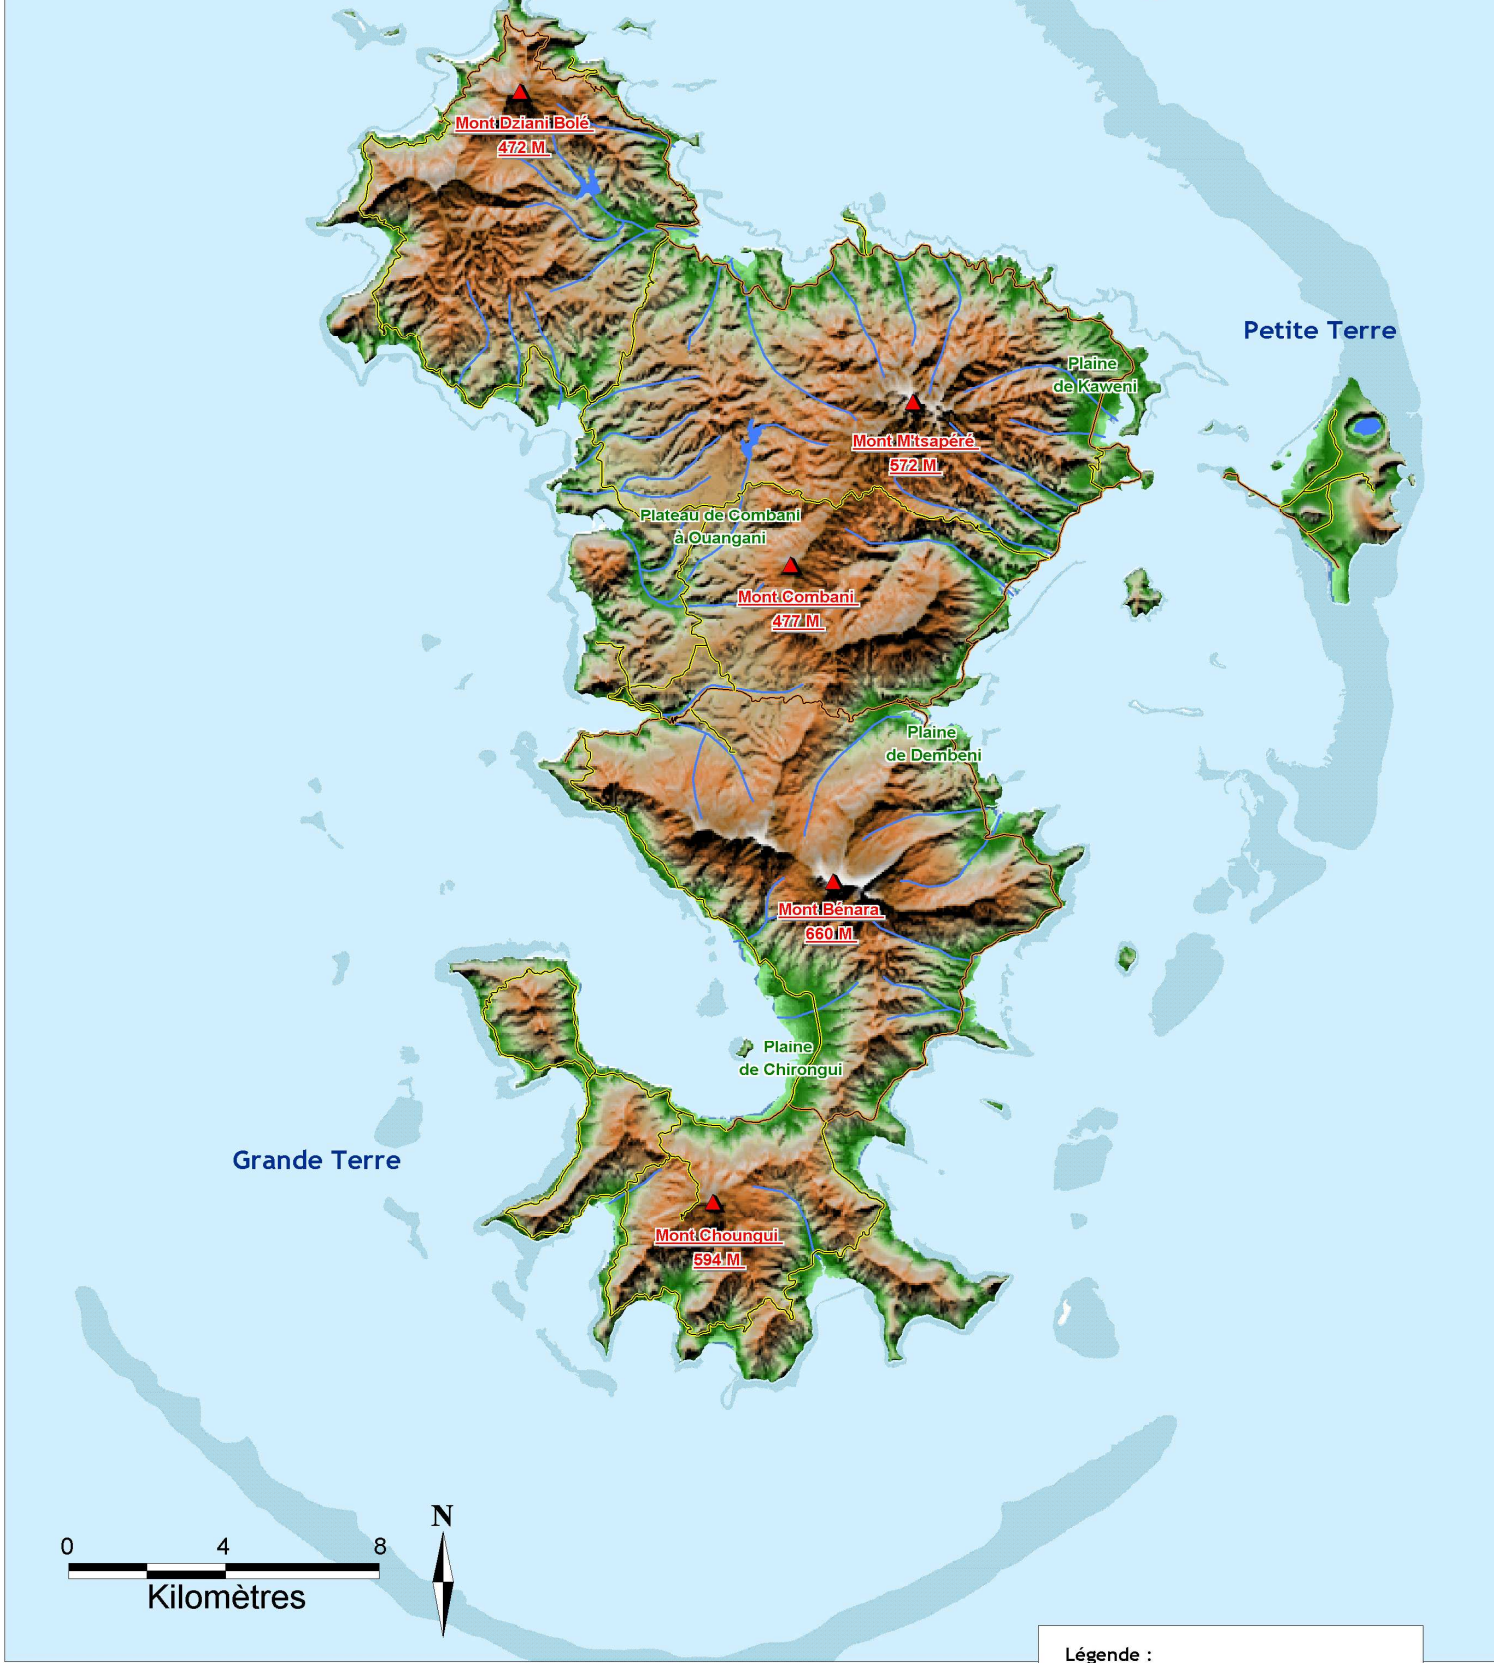 Mont Dziani Bolé
472 M
Petite Terre
Plaine
de Kaweni
Mont M'tsapéré
572 M
Plateau de Combani
à Ouangani
Mont Combani
477 M
Plaine
de Dembeni
Mont Bénara
660 M
Plaine
de Chirongui
Grande Terre
Mont Choungui
594 M
N
0 4 8
Kilomètres
Légende :